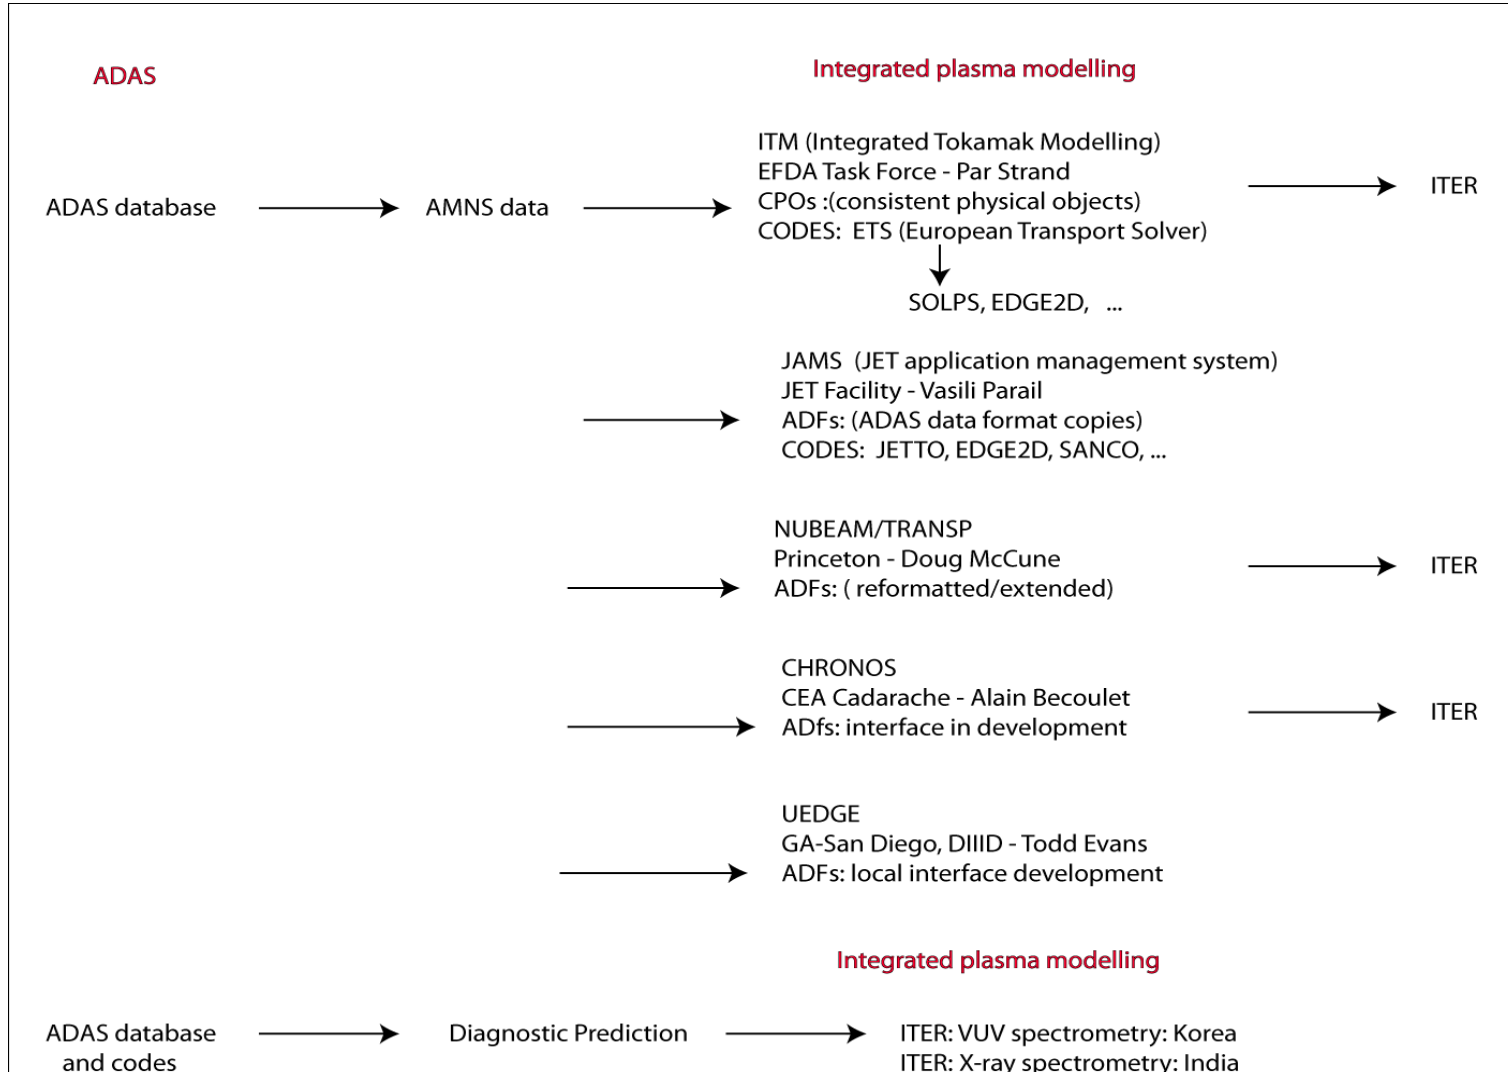 ADAS
Integrated plasma modelling
ADAS database
AMNS data
ITM (Integrated Tokamak Modelling)
EFDA Task Force - Par Strand
CPOs :(consistent physical objects)
CODES:  ETS (European Transport Solver)
ITER
SOLPS, EDGE2D,  ...
JAMS  (JET application management system)
JET Facility - Vasili Parail
ADFs: (ADAS data format copies)
CODES:  JETTO, EDGE2D, SANCO, ...
NUBEAM/TRANSP
Princeton - Doug McCune
ADFs: ( reformatted/extended)
ITER
CHRONOS
CEA Cadarache - Alain Becoulet
ADfs: interface in development
ITER
UEDGE
GA-San Diego, DIIID - Todd Evans
ADFs: local interface development
Integrated plasma modelling
ADAS database
and codes
Diagnostic Prediction
ITER: VUV spectrometry: Korea
ITER: X-ray spectrometry: India